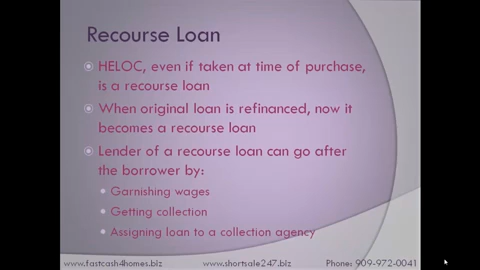 Recourse Loan
HELOC, even if taken at time of purchase,
is a recourse loan
When original loan is refinanced, now it
becomes a recourse loan
Lender of a recourse loan can go after
the borrower by:
Garnishing wages
Getting collection
Assigning loan to a collection agency
www.fastcash4homes.biz www.shortsale247.biz Phone: 909-972-0041